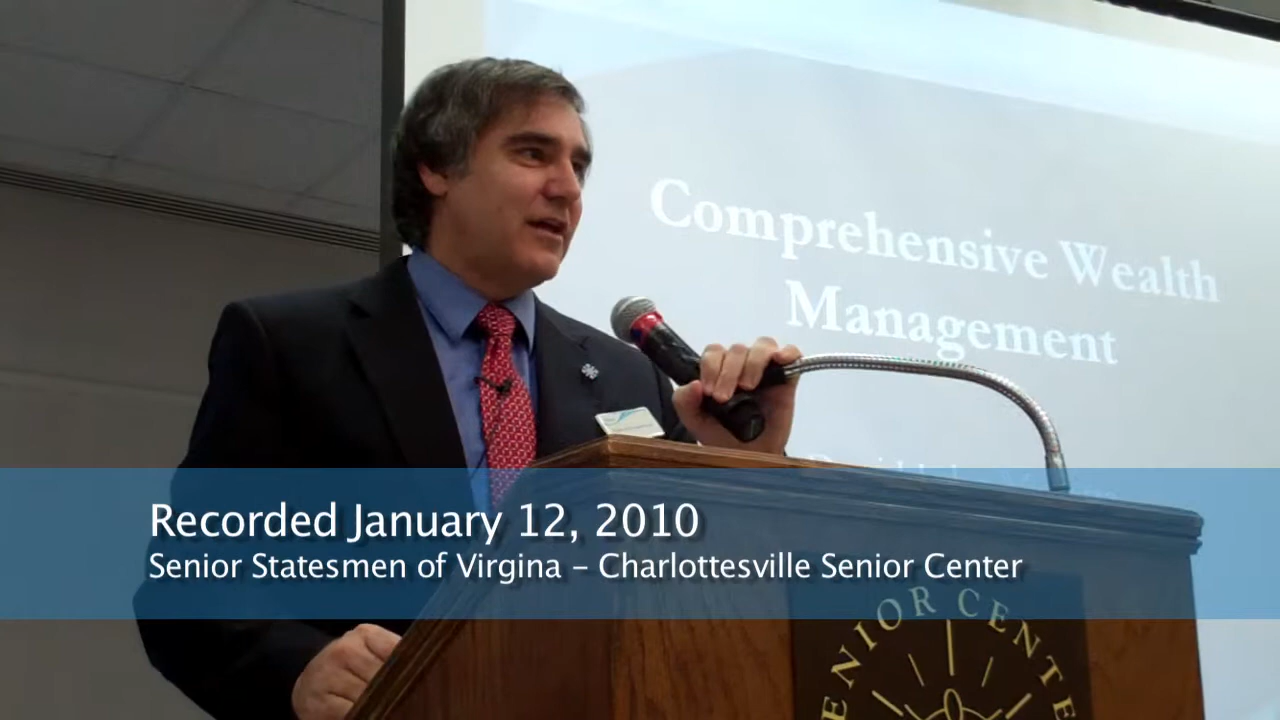 Comprehensive Wealth
Management
Recorded January 12, 2010
Senior Statesmen of Virgina – Charlottesville Senior Center
SENIOR CENTER